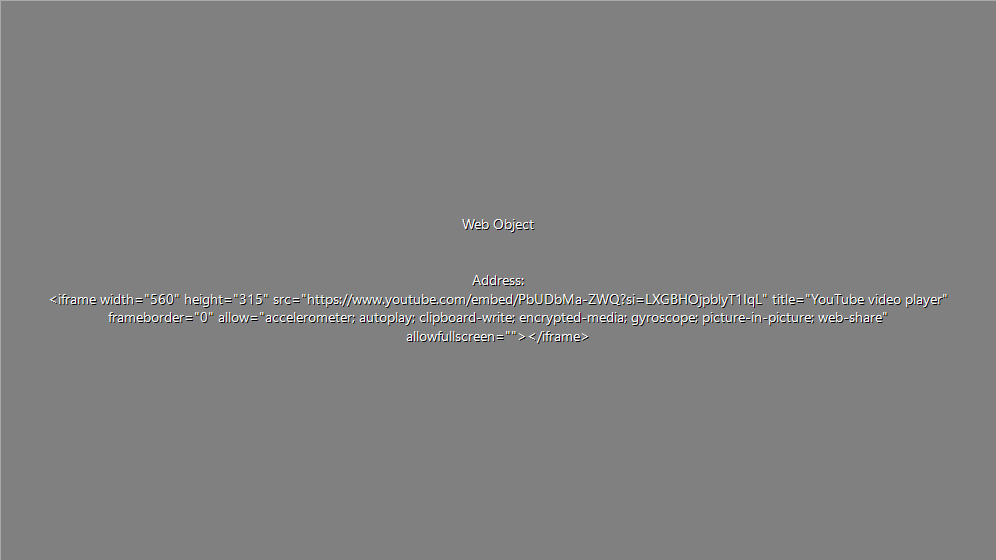 Web Object
Address:
<iframe width="560" height="315" src="https://www.youtube.com/embed/PbUDbMa-ZWQ?si=LXGBHOjpblyT1IqL" title="YouTube video player"
frameborder="0" allow="accelerometer; autoplay; clipboard-write; encrypted-media; gyroscope; picture-in-picture; web-share"
allowfullscreen=""></iframe>